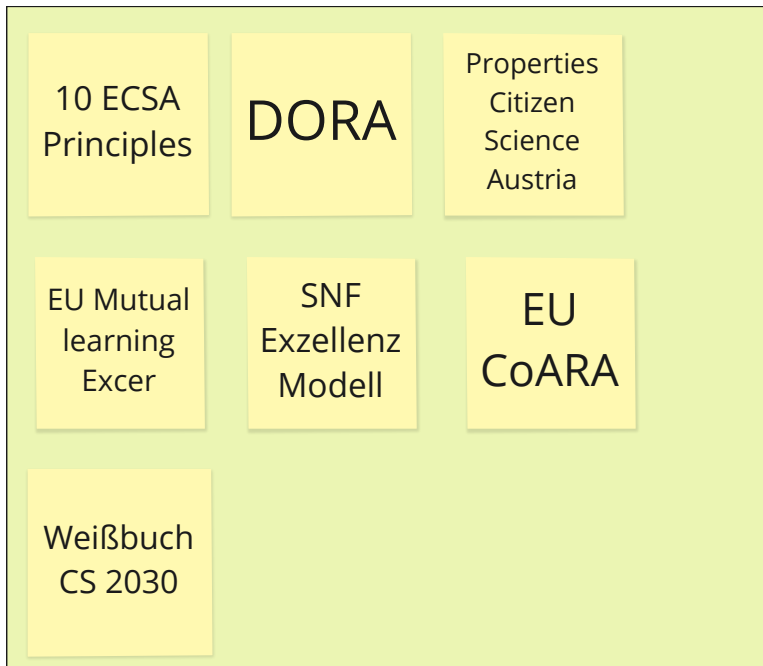 10 ECSA
Principles
DORA
Properties
Citizen
Science
Austria
EU Mutual
learning
Excer
SNF
Exzellenz
Modell
EU
CoARA
Weißbuch
CS 2030